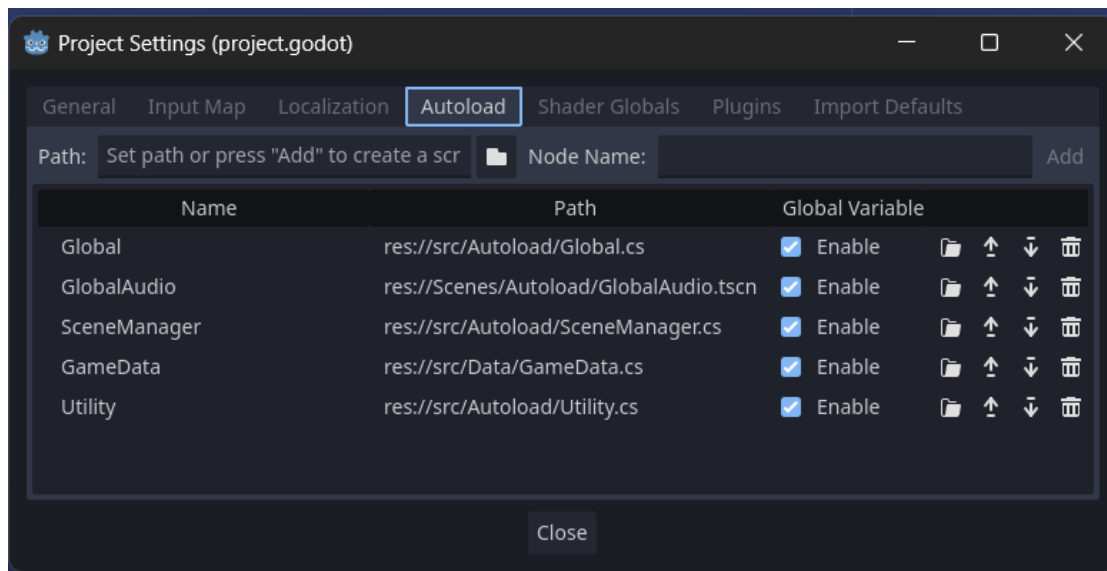 Project Settings (project.godot)
General Input Map Localization Autoload Shader Globals Plugins Import Defaults
Path: Set path or press "Add" to create a scr Node Name: Add
Name Path Global Variable
Global res://src/Autoload/Global.cs Enable
GlobalAudio res://Scenes/Autoload/GlobalAudio.tscn Enable
SceneManager res://src/Autoload/SceneManager.cs Enable
GameData res://src/Data/GameData.cs Enable
Utility res://src/Autoload/Utility.cs Enable
Close